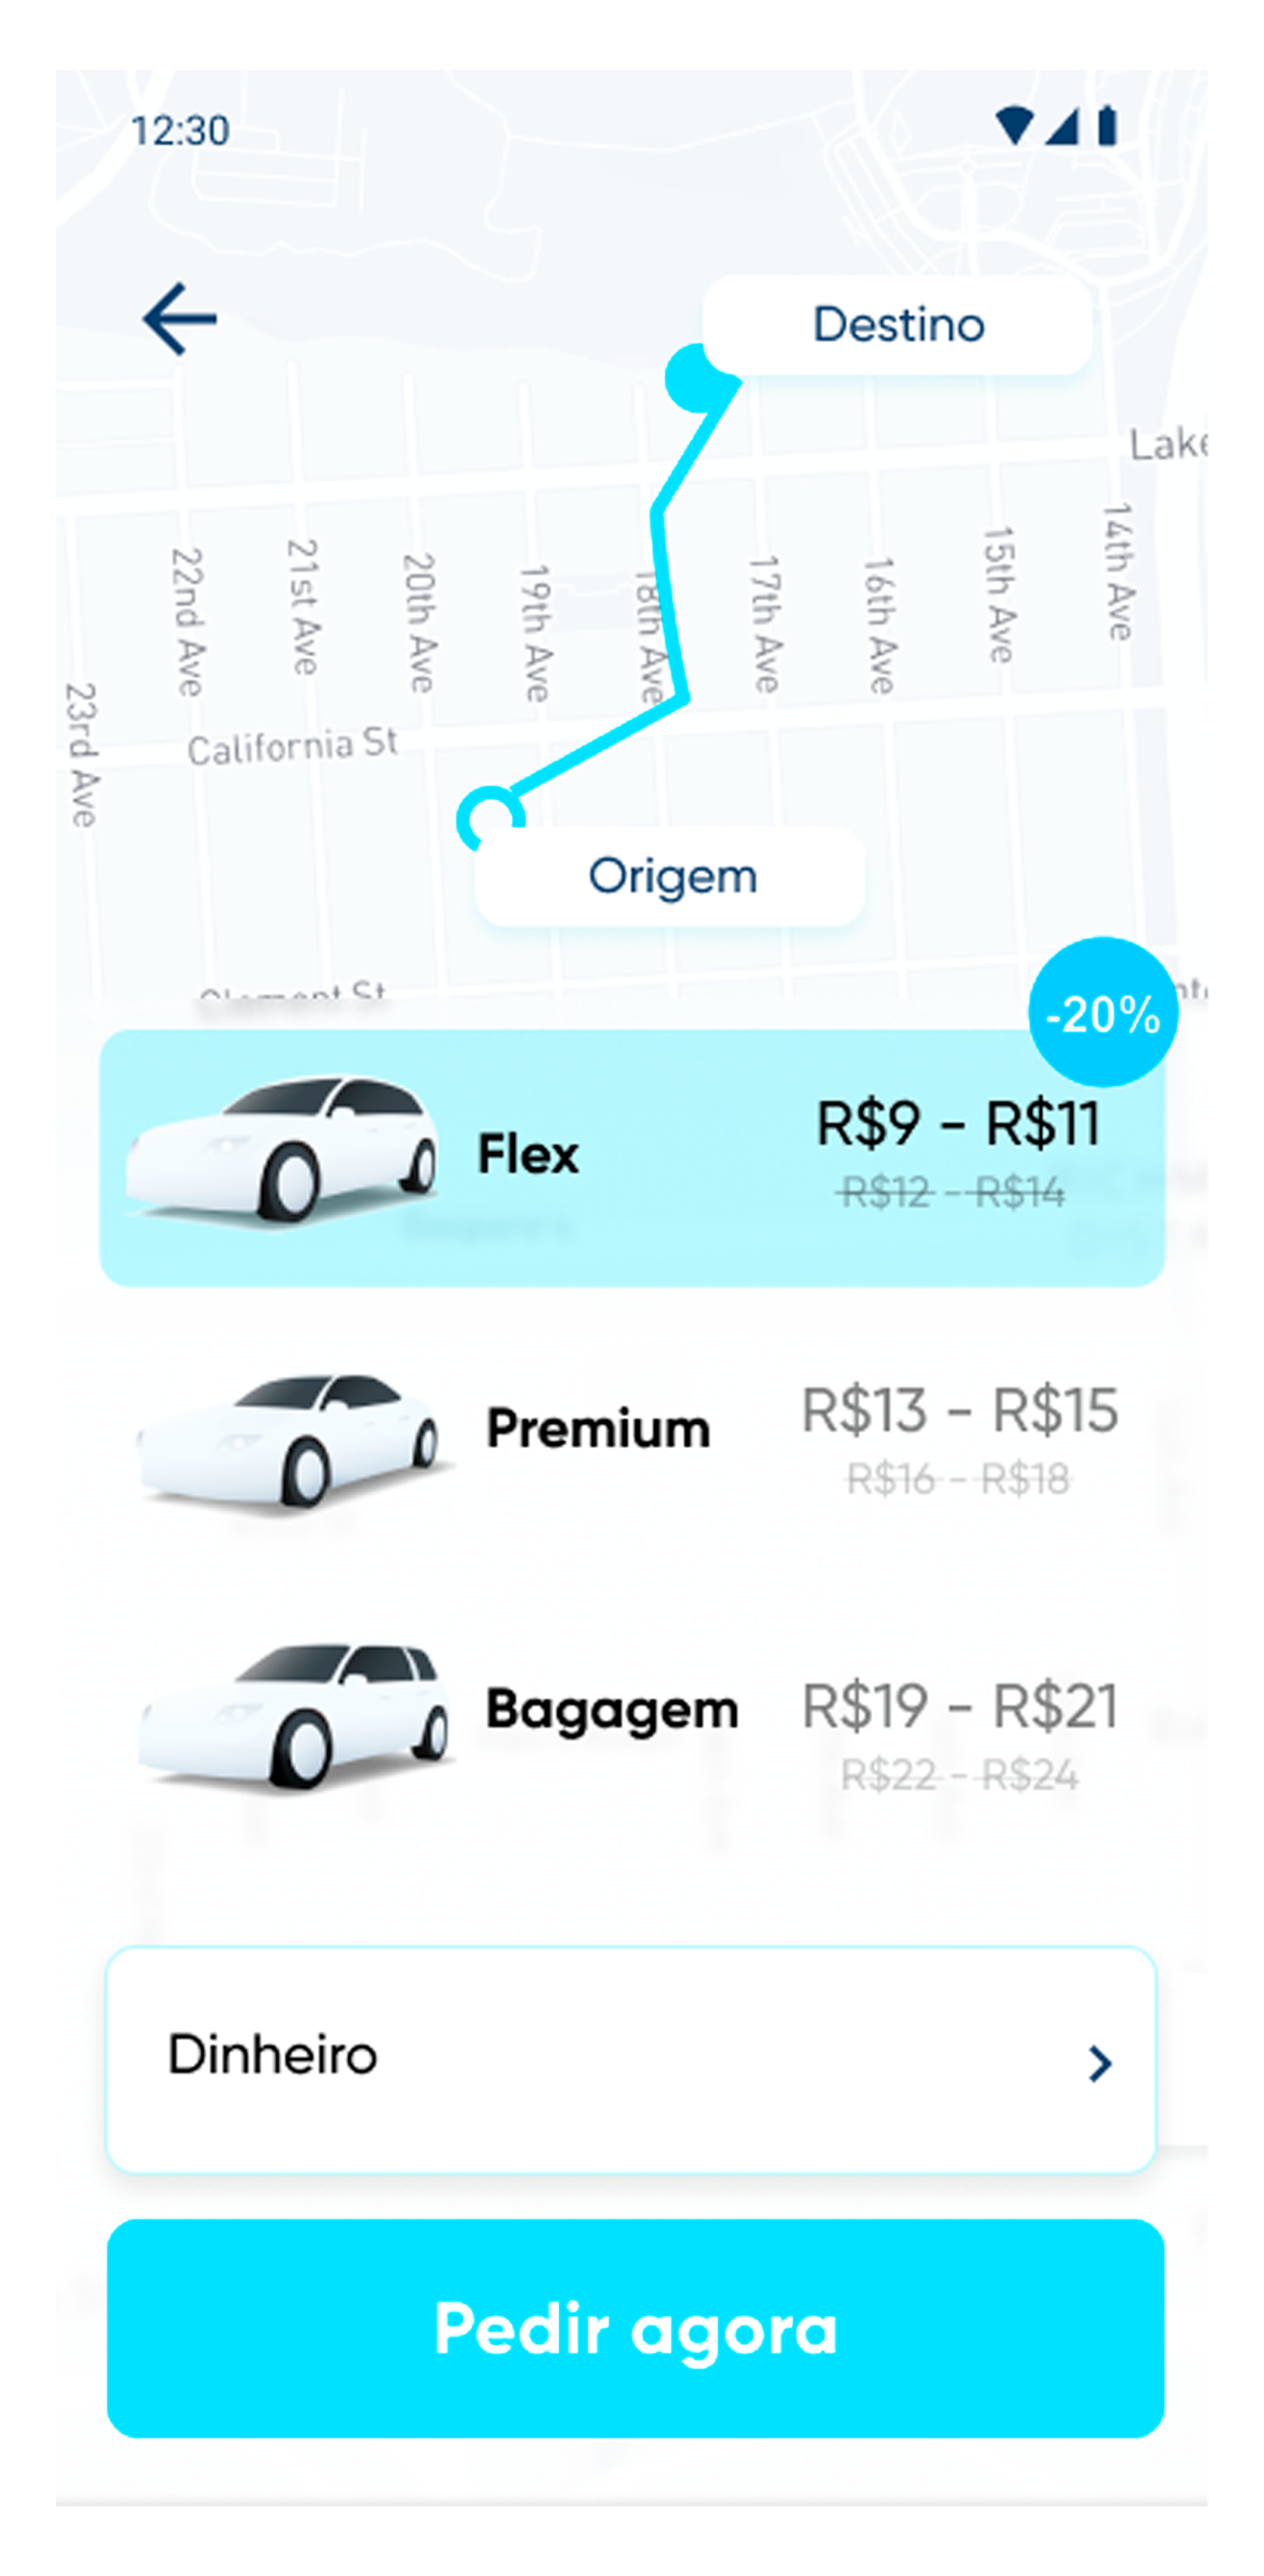 12:30
Destino
Lake
22nd Ave
21st Ave
20th Ave
19th Ave
18th Ave
17th Ave
16th Ave
15th Ave
14th Ave
23rd Ave
California St
Origem
Clement St
-20%
Flex
R$9 - R$11
R$12 - R$14
Premium
R$13 - R$15
R$16 - R$18
Bagagem
R$19 - R$21
R$22 - R$24
Dinheiro
Pedir agora